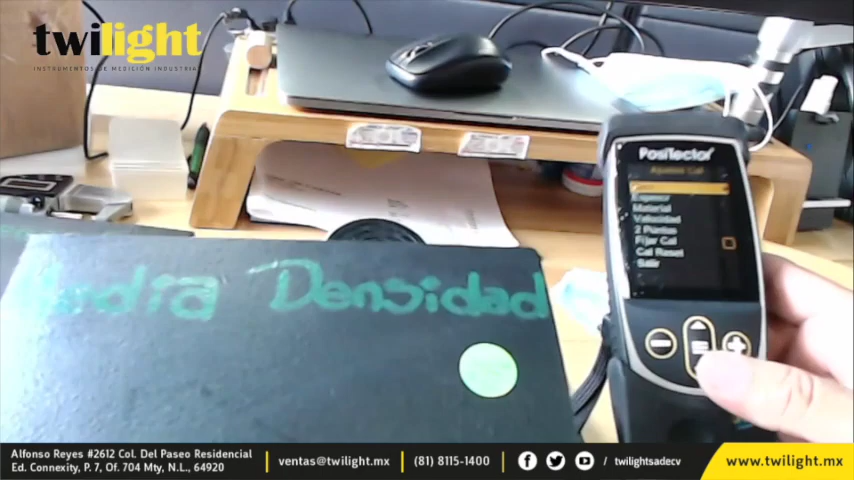 twilight
INSTRUMENTOS DE MEDICIÓN INDUSTRIAL
PosiTector
Ajustes Cal
Espesor
Material
Velocidad
2 Puntos
Fijar Cal
Cal Reset
Salir
Media Densidad
Alfonso Reyes #2612 Col. Del Paseo Residencial
Ed. Connexity, P. 7, Of. 704 Mty, N.L., 64920
ventas@twilight.mx
(81) 8115-1400
/ twilightsadecv
www.twilight.mx